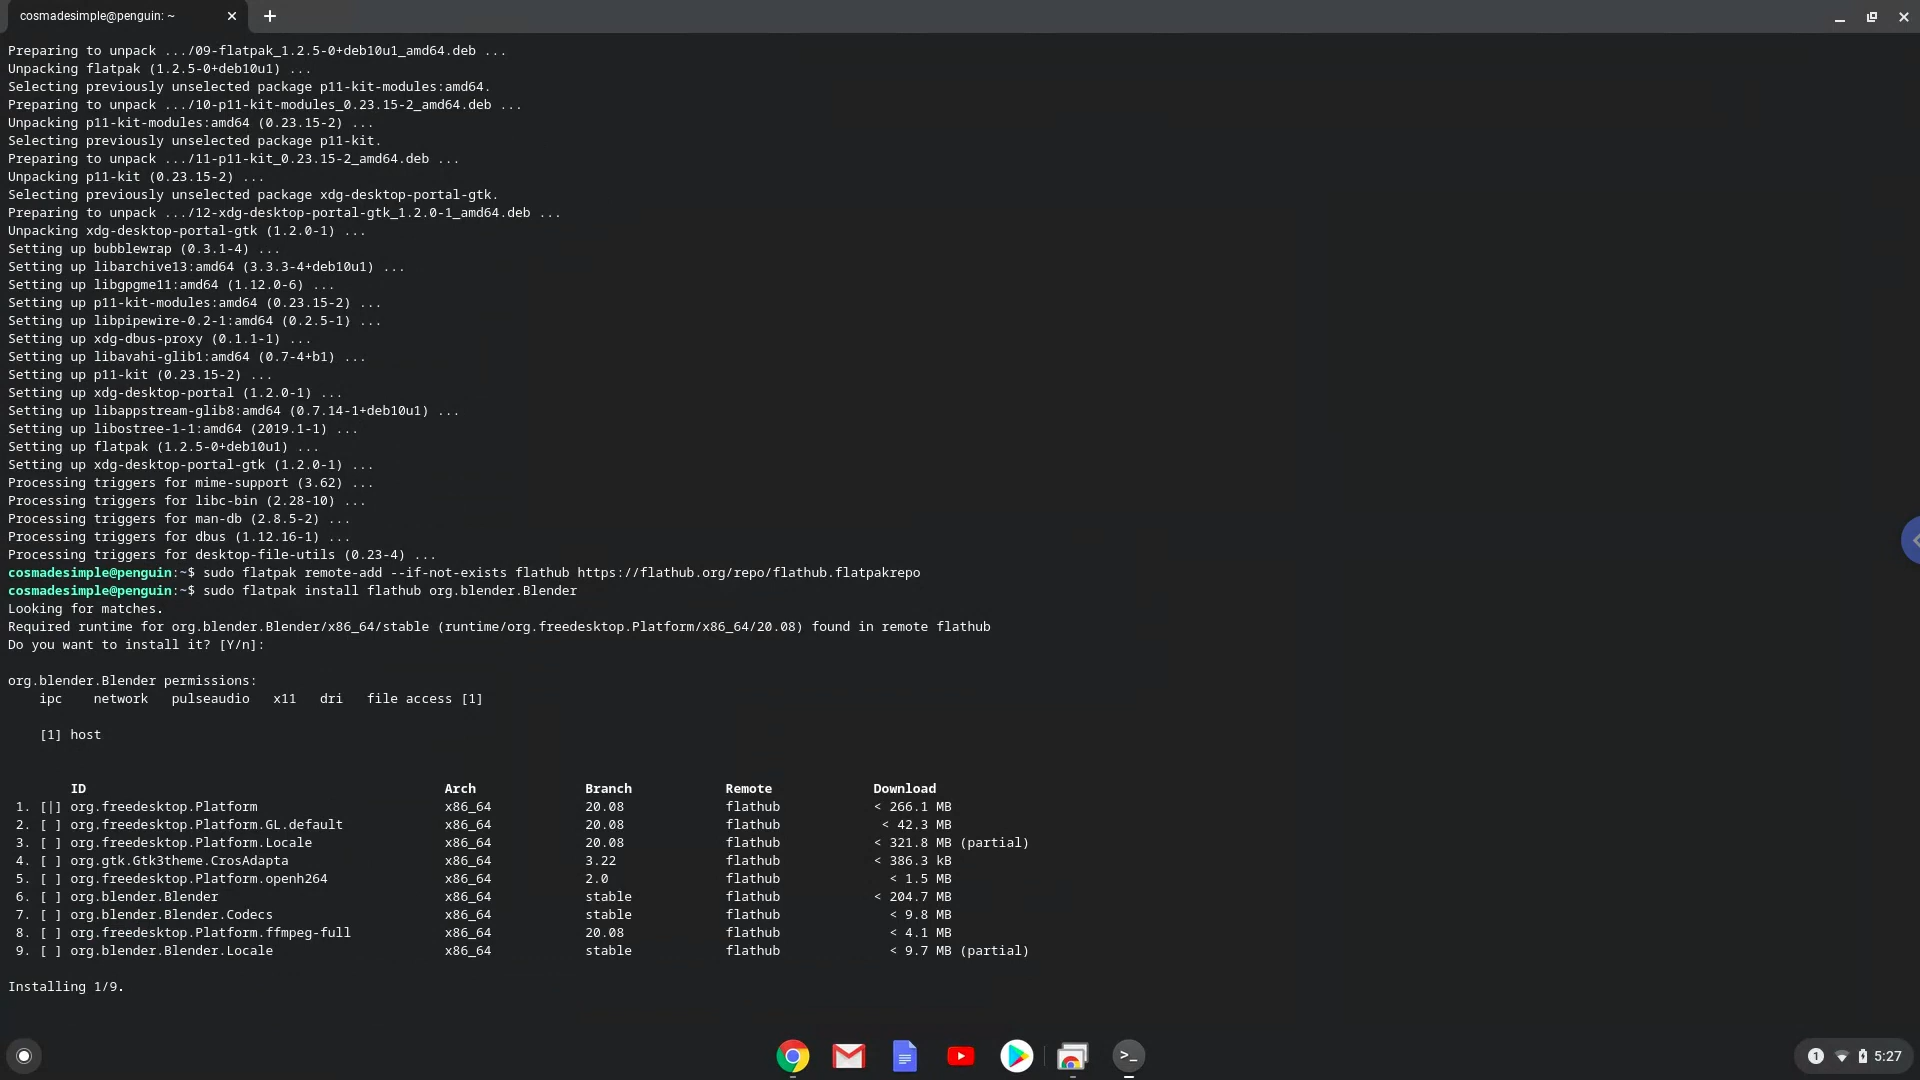 cosmadesimple@penguin: ~
Preparing to unpack .../09-flatpak_1.2.5-0+deb10u1_amd64.deb ...
Unpacking flatpak (1.2.5-0+deb10u1) ...
Selecting previously unselected package p11-kit-modules:amd64.
Preparing to unpack .../10-p11-kit-modules_0.23.15-2_amd64.deb ...
Unpacking p11-kit-modules:amd64 (0.23.15-2) ...
Selecting previously unselected package p11-kit.
Preparing to unpack .../11-p11-kit_0.23.15-2_amd64.deb ...
Unpacking p11-kit (0.23.15-2) ...
Selecting previously unselected package xdg-desktop-portal-gtk.
Preparing to unpack .../12-xdg-desktop-portal-gtk_1.2.0-1_amd64.deb ...
Unpacking xdg-desktop-portal-gtk (1.2.0-1) ...
Setting up bubblewrap (0.3.1-4) ...
Setting up libarchive13:amd64 (3.3.3-4+deb10u1) ...
Setting up libgpgme11:amd64 (1.12.0-6) ...
Setting up p11-kit-modules:amd64 (0.23.15-2) ...
Setting up libpipewire-0.2-1:amd64 (0.2.5-1) ...
Setting up xdg-dbus-proxy (0.1.1-1) ...
Setting up libavahi-glib1:amd64 (0.7-4+b1) ...
Setting up p11-kit (0.23.15-2) ...
Setting up xdg-desktop-portal (1.2.0-1) ...
Setting up libappstream-glib8:amd64 (0.7.14-1+deb10u1) ...
Setting up libostree-1-1:amd64 (2019.1-1) ...
Setting up flatpak (1.2.5-0+deb10u1) ...
Setting up xdg-desktop-portal-gtk (1.2.0-1) ...
Processing triggers for mime-support (3.62) ...
Processing triggers for libc-bin (2.28-10) ...
Processing triggers for man-db (2.8.5-2) ...
Processing triggers for dbus (1.12.16-1) ...
Processing triggers for desktop-file-utils (0.23-4) ...
cosmadesimple@penguin:~$ sudo flatpak remote-add --if-not-exists flathub https://flathub.org/repo/flathub.flatpakrepo
cosmadesimple@penguin:~$ sudo flatpak install flathub org.blender.Blender
Looking for matches.
Required runtime for org.blender.Blender/x86_64/stable (runtime/org.freedesktop.Platform/x86_64/20.08) found in remote flathub
Do you want to install it? [Y/n]:
org.blender.Blender permissions:
ipc network pulseaudio x11 dri file access [1]
[1] host
ID Arch Branch Remote Download
1. [|] org.freedesktop.Platform x86_64 20.08 flathub < 266.1 MB
2. [ ] org.freedesktop.Platform.GL.default x86_64 20.08 flathub < 42.3 MB
3. [ ] org.freedesktop.Platform.Locale x86_64 20.08 flathub < 321.8 MB (partial)
4. [ ] org.gtk.Gtk3theme.CrosAdapta x86_64 3.22 flathub < 386.3 kB
5. [ ] org.freedesktop.Platform.openh264 x86_64 2.0 flathub < 1.5 MB
6. [ ] org.blender.Blender x86_64 stable flathub < 204.7 MB
7. [ ] org.blender.Blender.Codecs x86_64 stable flathub < 9.8 MB
8. [ ] org.freedesktop.Platform.ffmpeg-full x86_64 20.08 flathub < 4.1 MB
9. [ ] org.blender.Blender.Locale x86_64 stable flathub < 9.7 MB (partial)
Installing 1/9.
1 5:27